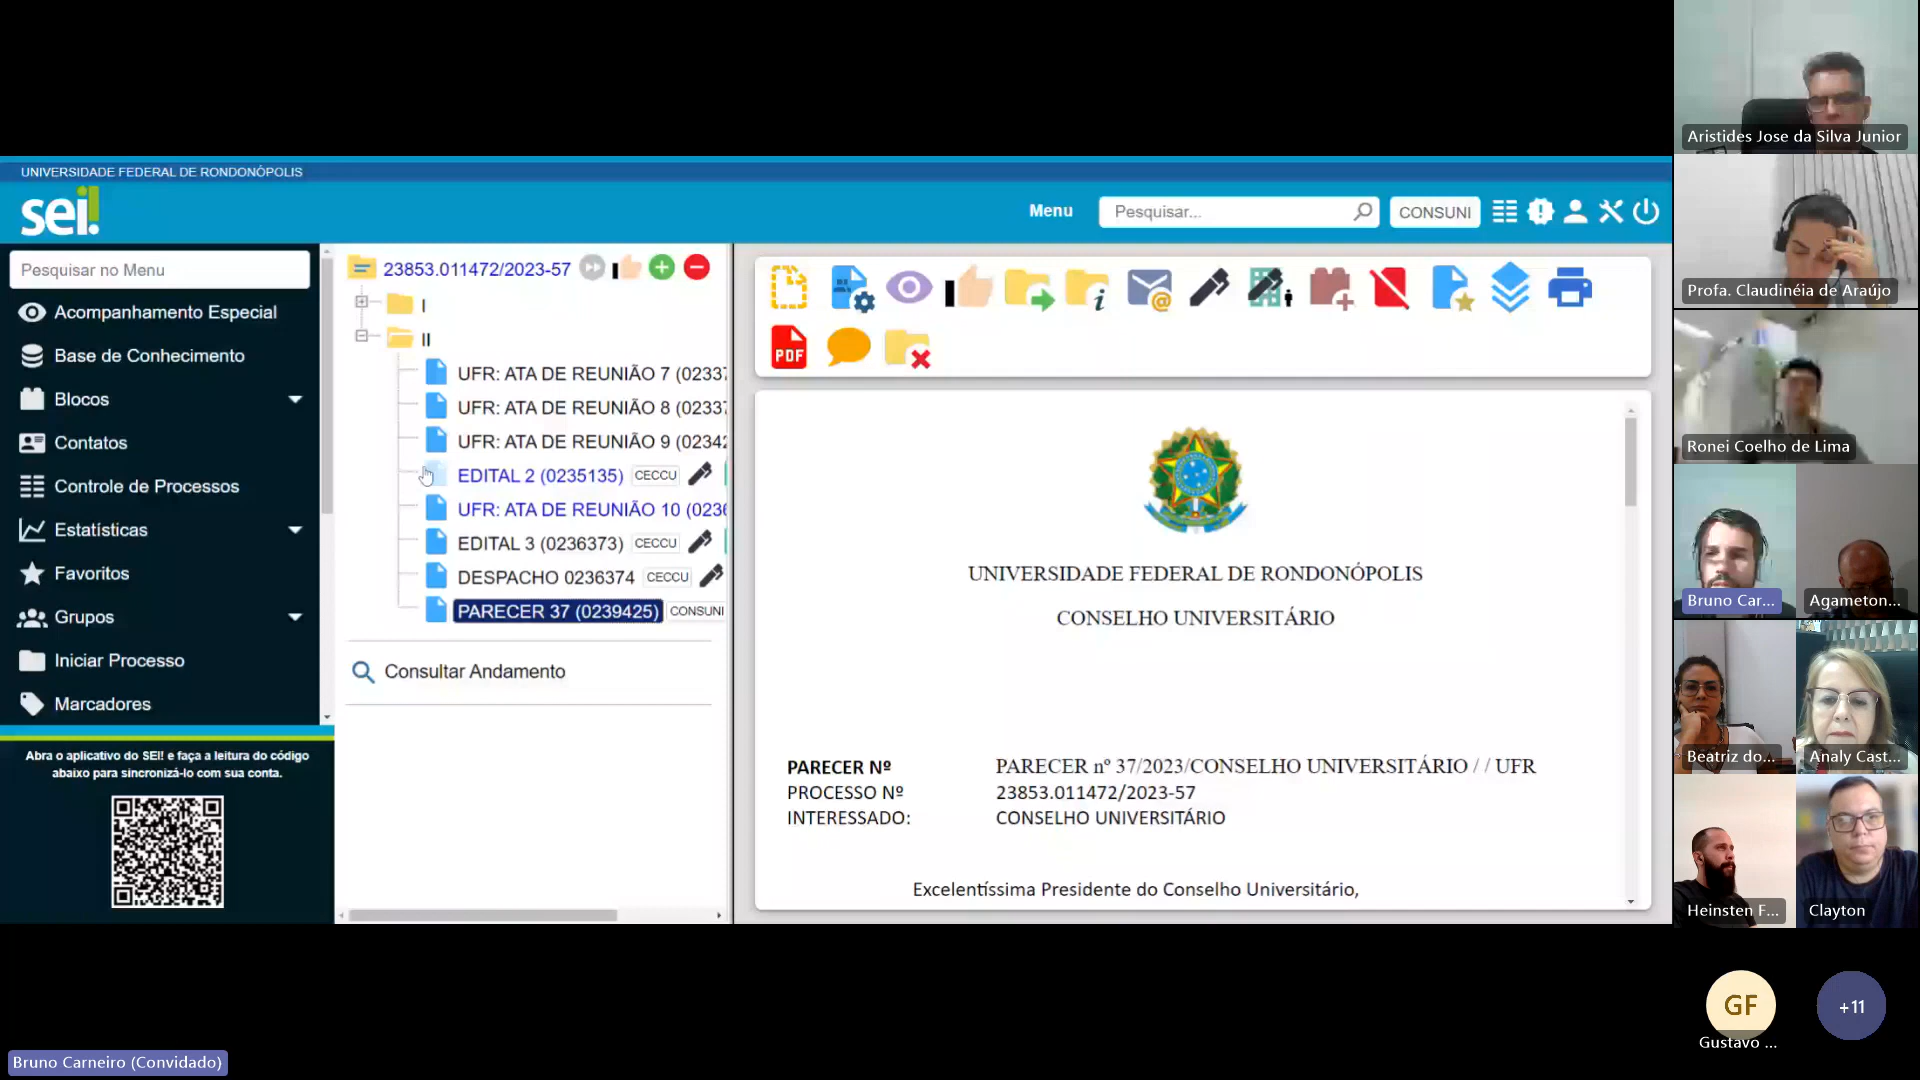 UNIVERSIDADE FEDERAL DE RONDONÓPOLIS
sei!
Menu
Pesquisar...
CONSUNI
Pesquisar no Menu
Acompanhamento Especial
Base de Conhecimento
Blocos
Contatos
Controle de Processos
Estatísticas
Favoritos
Grupos
Iniciar Processo
Marcadores
Abra o aplicativo do SEI! e faça a leitura do código
abaixo para sincronizá-lo com sua conta.
23853.011472/2023-57
I
II
UFR: ATA DE REUNIÃO 7 (02337
UFR: ATA DE REUNIÃO 8 (02337
UFR: ATA DE REUNIÃO 9 (02342
EDITAL 2 (0235135) CECCU
UFR: ATA DE REUNIÃO 10 (0236
EDITAL 3 (0236373) CECCU
DESPACHO 0236374 CECCU
PARECER 37 (0239425) CONSUNI
Consultar Andamento
PDF
UNIVERSIDADE FEDERAL DE RONDONÓPOLIS
CONSELHO UNIVERSITÁRIO
PARECER Nº PARECER nº 37/2023/CONSELHO UNIVERSITÁRIO / / UFR
PROCESSO Nº 23853.011472/2023-57
INTERESSADO: CONSELHO UNIVERSITÁRIO
Excelentíssima Presidente do Conselho Universitário,
Aristides Jose da Silva Junior
Profa. Claudinéia de Araújo
Ronei Coelho de Lima
Bruno Car...
Agameton...
Beatriz do...
Analy Cast...
Heinsten F...
Clayton
GF
Gustavo ...
+11
Bruno Carneiro (Convidado)